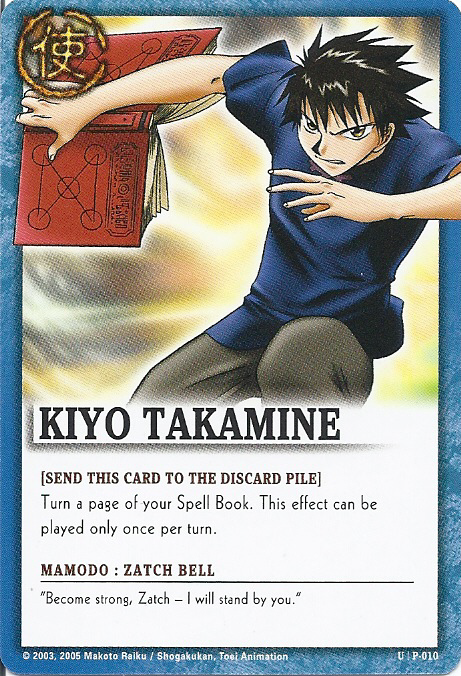 使
KIYO TAKAMINE
[SEND THIS CARD TO THE DISCARD PILE]
Turn a page of your Spell Book. This effect can be
played only once per turn.
MAMODO : ZATCH BELL
"Become strong, Zatch – I will stand by you."
© 2003, 2005 Makoto Raiku / Shogakukan, Toei Animation
U | P-010